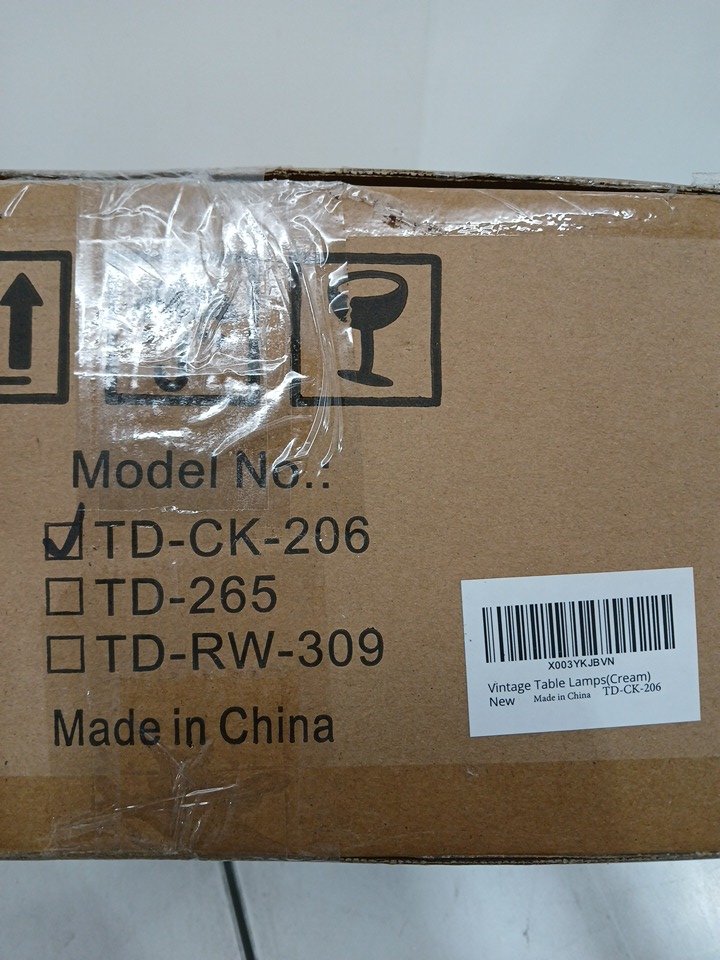 Model No.:
TD-CK-206
TD-265
TD-RW-309
Made in China
X003YKJBVN
Vintage Table Lamps(Cream)
New Made in China TD-CK-206